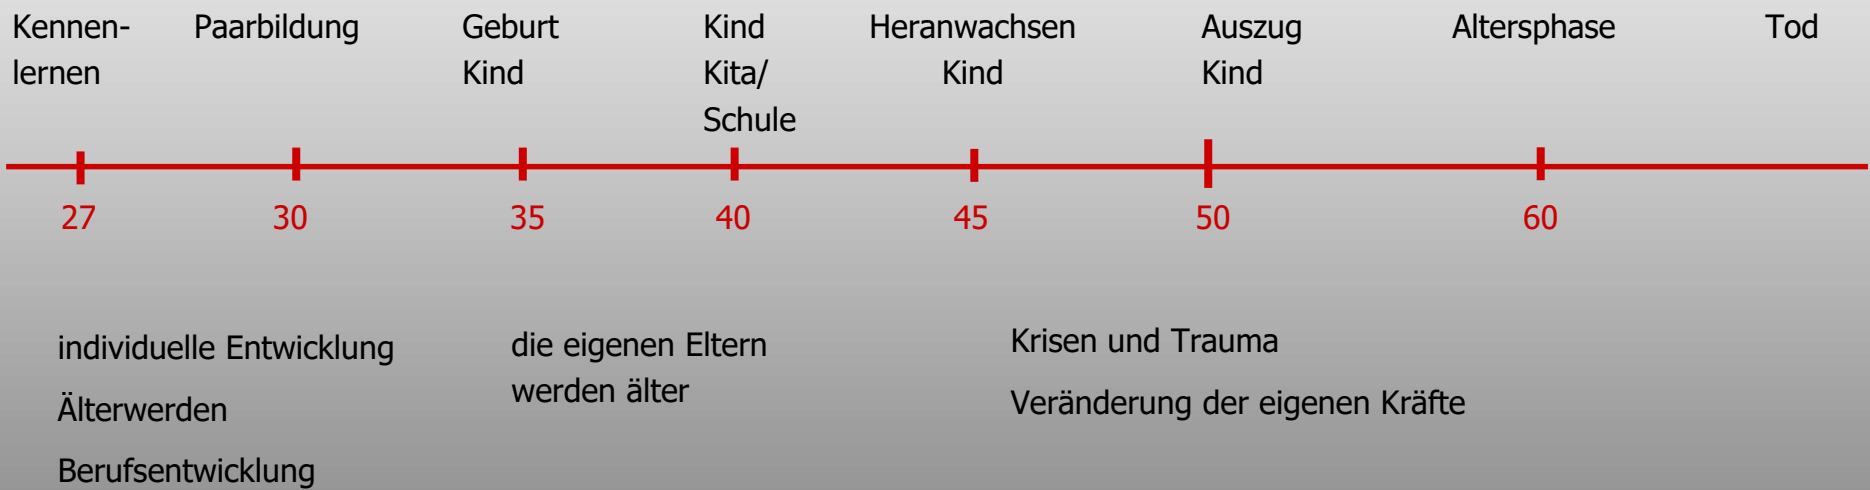 Kennen-
lernen
Paarbildung
Geburt
Kind
Kind
Kita/
Schule
Heranwachsen
Kind
Auszug
Kind
Altersphase
Tod
27
30
35
40
45
50
60
individuelle Entwicklung
Älterwerden
Berufsentwicklung
die eigenen Eltern
werden älter
Krisen und Trauma
Veränderung der eigenen Kräfte